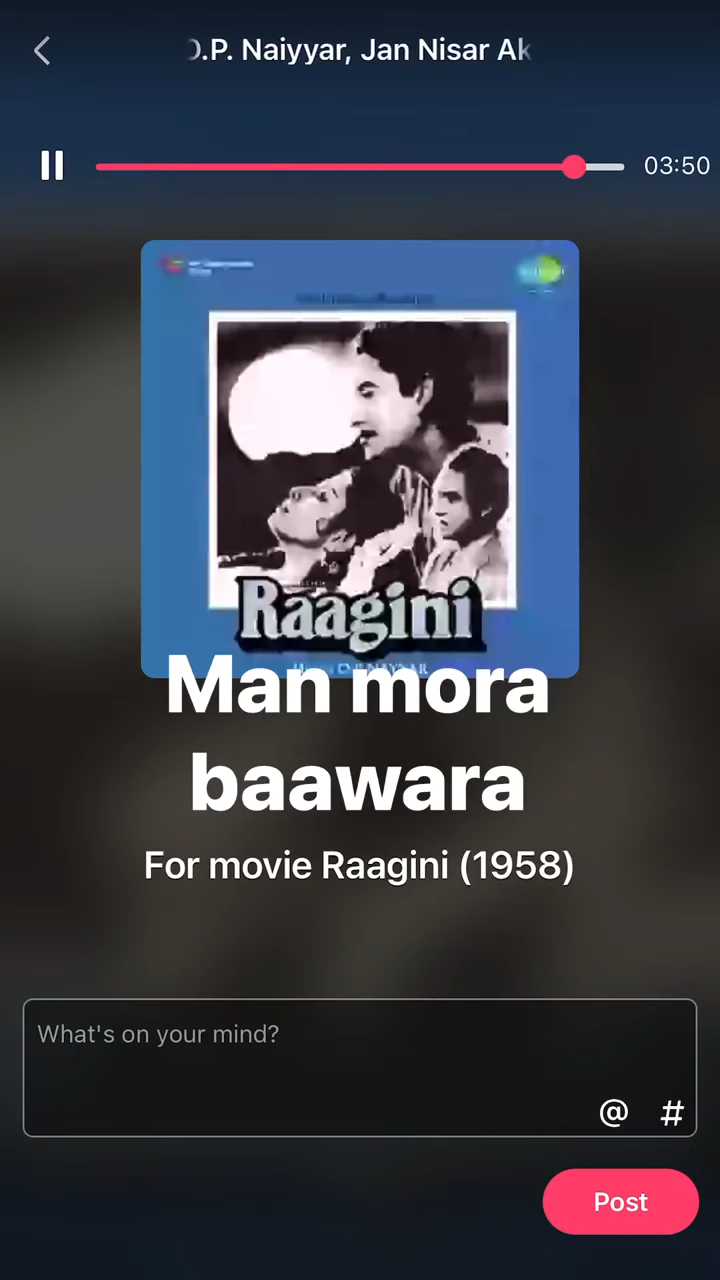 .P. Naiyyar, Jan Nisar Ak
03:50
Raagini
Man mora
baawara
For movie Raagini (1958)
What's on your mind?
@ #
Post